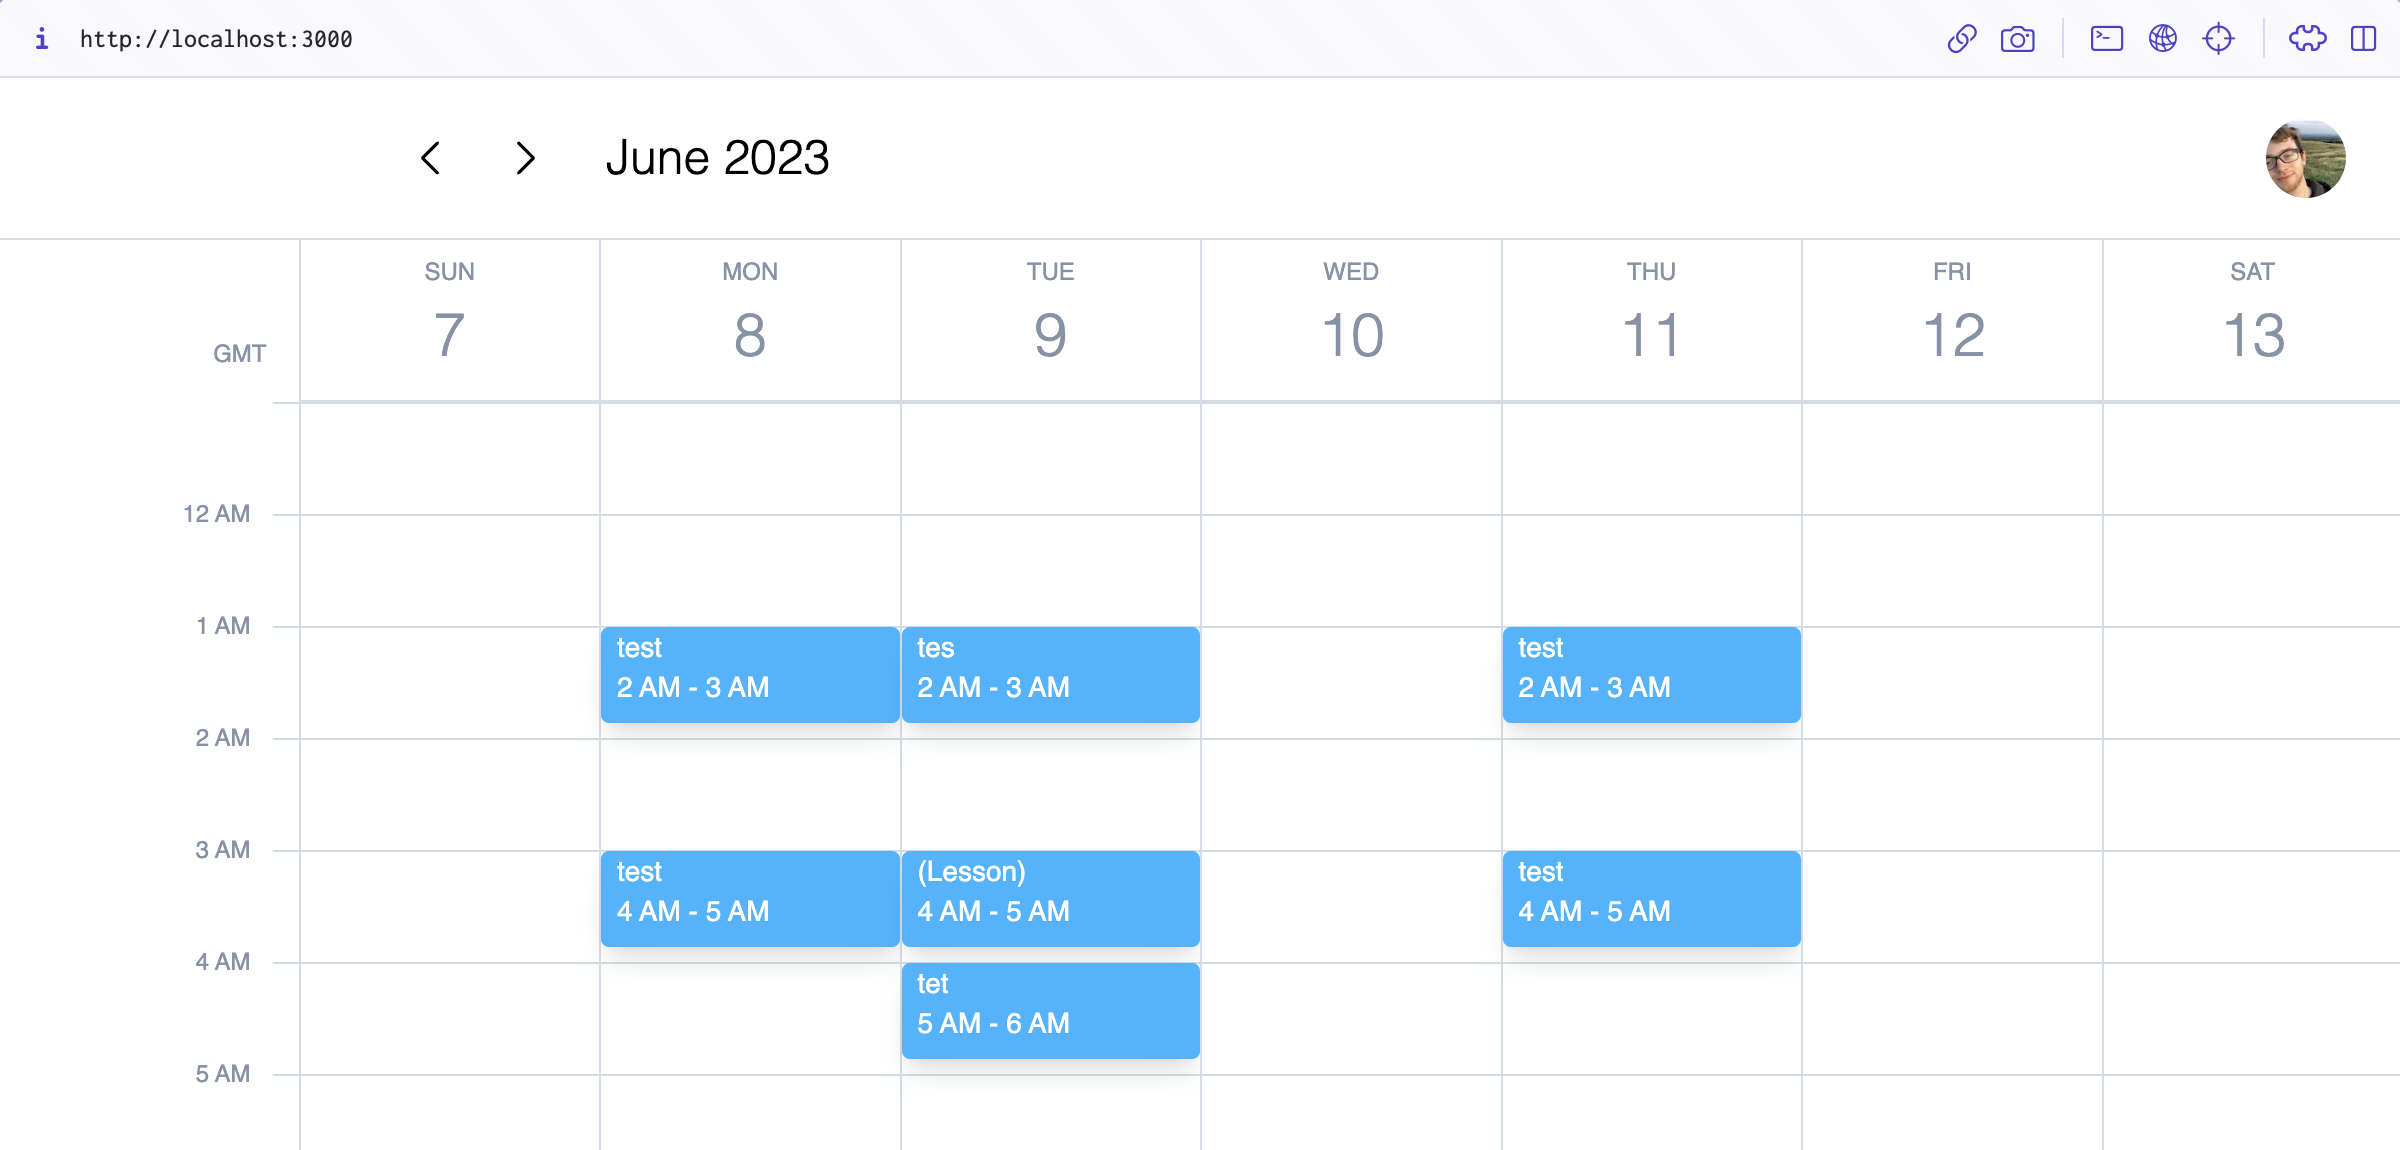 i http://localhost:3000
June 2023
SUN MON TUE WED THU FRI SAT
GMT 7 8 9 10 11 12 13
12 AM
1 AM
test tes test
2 AM - 3 AM 2 AM - 3 AM 2 AM - 3 AM
2 AM
3 AM
test (Lesson) test
4 AM - 5 AM 4 AM - 5 AM 4 AM - 5 AM
4 AM
tet
5 AM - 6 AM
5 AM